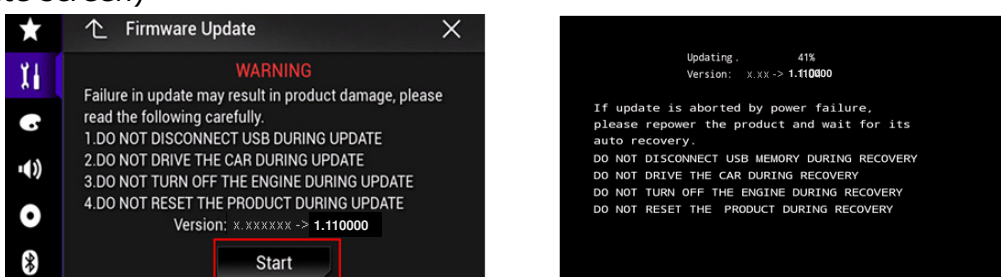 Firmware Update
WARNING
Failure in update may result in product damage, please
read the following carefully.
1.DO NOT DISCONNECT USB DURING UPDATE
2.DO NOT DRIVE THE CAR DURING UPDATE
3.DO NOT TURN OFF THE ENGINE DURING UPDATE
4.DO NOT RESET THE PRODUCT DURING UPDATE
Version: x.xxxxxx -> 1.110000
Start
Updating. 41%
Version: x.xx ->
If update is aborted by power failure,
please repower the product and wait for its
auto recovery.
DO NOT DISCONNECT USB MEMORY DURING RECOVERY
DO NOT DRIVE THE CAR DURING RECOVERY
DO NOT TURN OFF THE ENGINE DURING RECOVERY
DO NOT RESET THE PRODUCT DURING RECOVERY